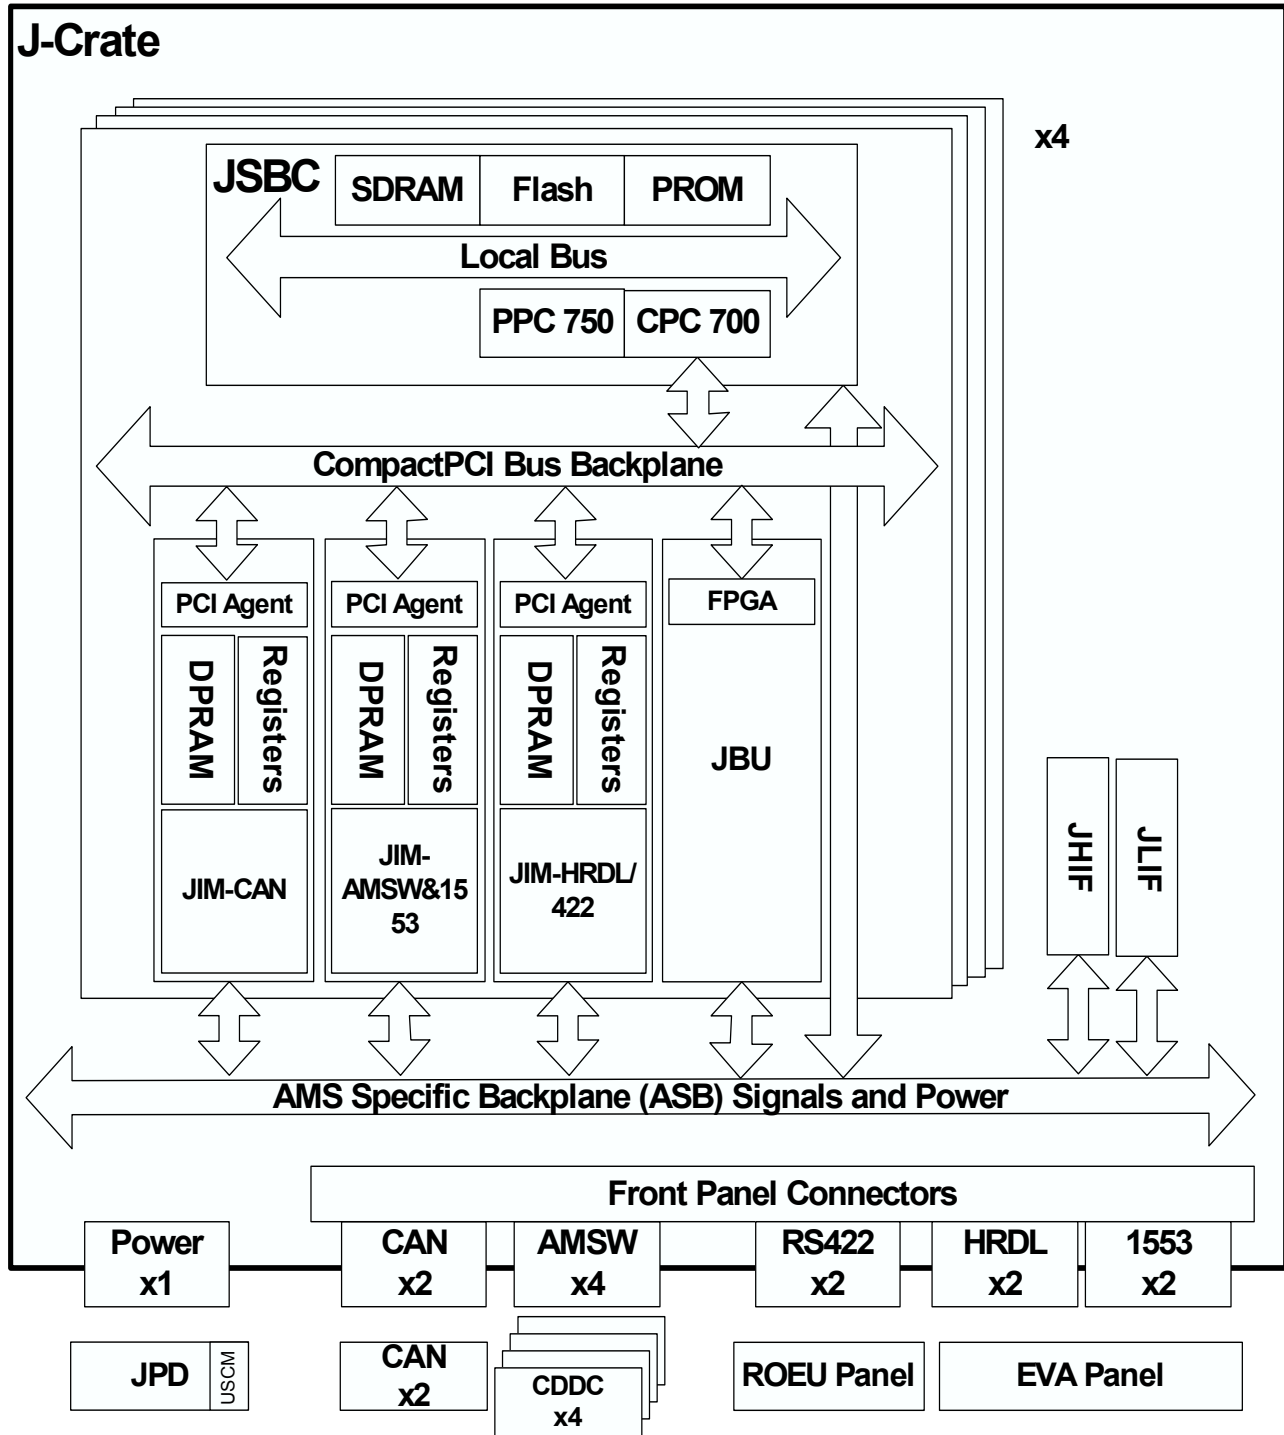 J-Crate
x4
JSBC
SDRAM
Flash
PROM
Local Bus
PPC 750
CPC 700
CompactPCI Bus Backplane
PCI Agent
PCI Agent
PCI Agent
FPGA
DPRAM
Registers
DPRAM
Registers
DPRAM
Registers
JBU
JIM-CAN
JIM-
AMSW&15
53
JIM-HRDL/
422
JHIF
JLIF
AMS Specific Backplane (ASB) Signals and Power
Front Panel Connectors
Power
x1
CAN
x2
AMSW
x4
RS422
x2
HRDL
x2
1553
x2
JPD
USCM
CAN
x2
CDDC
x4
ROEU Panel
EVA Panel